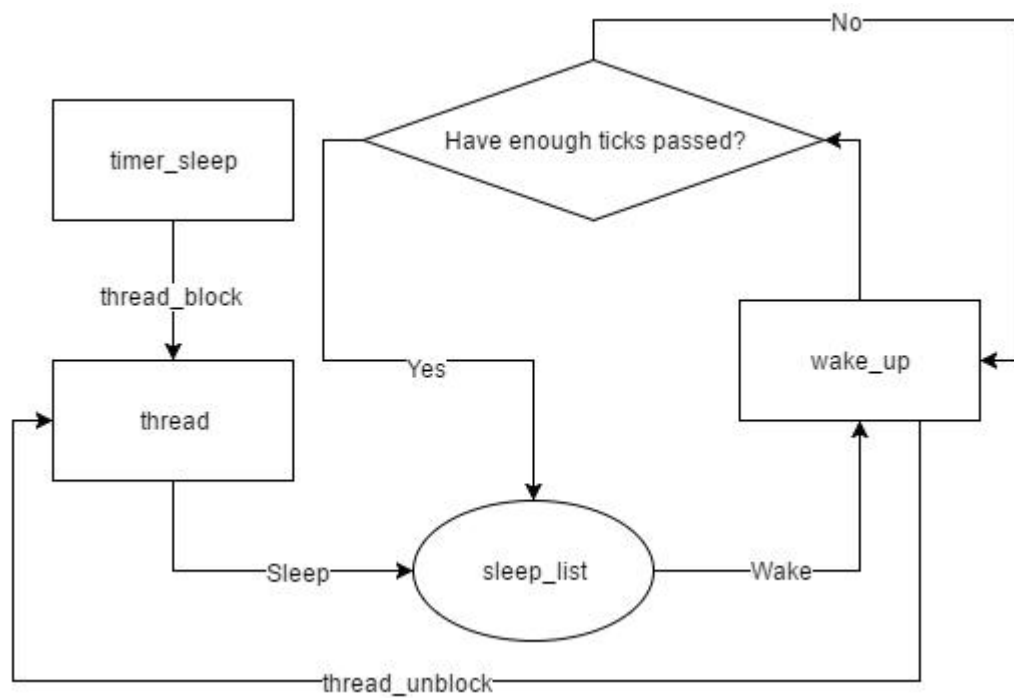 No
Have enough ticks passed?
timer_sleep
thread_block
wake_up
Yes
thread
Sleep
sleep_list
Wake
thread_unblock